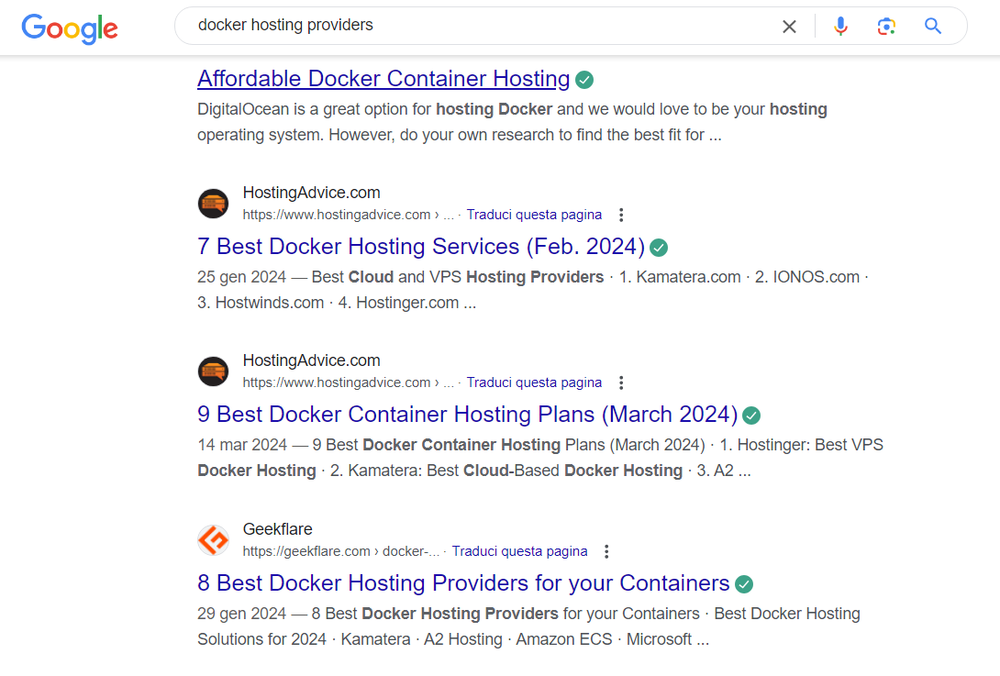 Google
docker hosting providers
Affordable Docker Container Hosting
DigitalOcean is a great option for hosting Docker and we would love to be your hosting
operating system. However, do your own research to find the best fit for ...
HostingAdvice.com
https://www.hostingadvice.com › ... · Traduci questa pagina
7 Best Docker Hosting Services (Feb. 2024)
25 gen 2024 — Best Cloud and VPS Hosting Providers · 1. Kamatera.com · 2. IONOS.com ·
3. Hostwinds.com · 4. Hostinger.com ...
HostingAdvice.com
https://www.hostingadvice.com › ... · Traduci questa pagina
9 Best Docker Container Hosting Plans (March 2024)
14 mar 2024 — 9 Best Docker Container Hosting Plans (March 2024) · 1. Hostinger: Best VPS
Docker Hosting · 2. Kamatera: Best Cloud-Based Docker Hosting · 3. A2 ...
Geekflare
https://geekflare.com › docker-... · Traduci questa pagina
8 Best Docker Hosting Providers for your Containers
29 gen 2024 — 8 Best Docker Hosting Providers for your Containers · Best Docker Hosting
Solutions for 2024 · Kamatera · A2 Hosting · Amazon ECS · Microsoft ...